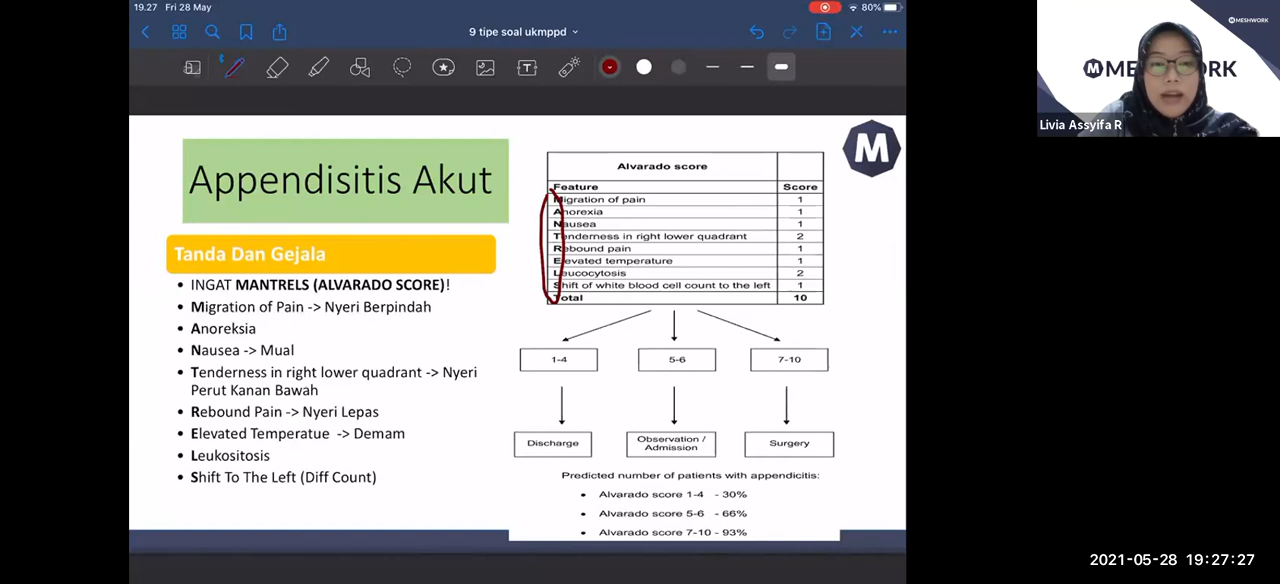 19.27 Fri 28 May
80%
9 tipe soal ukmppd
Appendisitis Akut
M
Tanda Dan Gejala
• INGAT MANTRELS (ALVARADO SCORE)!
• Migration of Pain -> Nyeri Berpindah
• Anoreksia
• Nausea -> Mual
• Tenderness in right lower quadrant -> Nyeri
Perut Kanan Bawah
• Rebound Pain -> Nyeri Lepas
• Elevated Temperatue -> Demam
• Leukositosis
• Shift To The Left (Diff Count)
Alvarado score
Feature Score
Migration of pain 1
Anorexia 1
Nausea 1
Tenderness in right lower quadrant 2
Rebound pain 1
Elevated temperature 1
Leucocytosis 2
Shift of white blood cell count to the left 1
Total 10
1-4 5-6 7-10
Discharge
Observation /
Admission
Surgery
Predicted number of patients with appendicitis:
• Alvarado score 1-4 - 30%
• Alvarado score 5-6 - 66%
• Alvarado score 7-10 - 93%
MESHWORK
Livia Assyifa R
2021-05-28 19:27:27